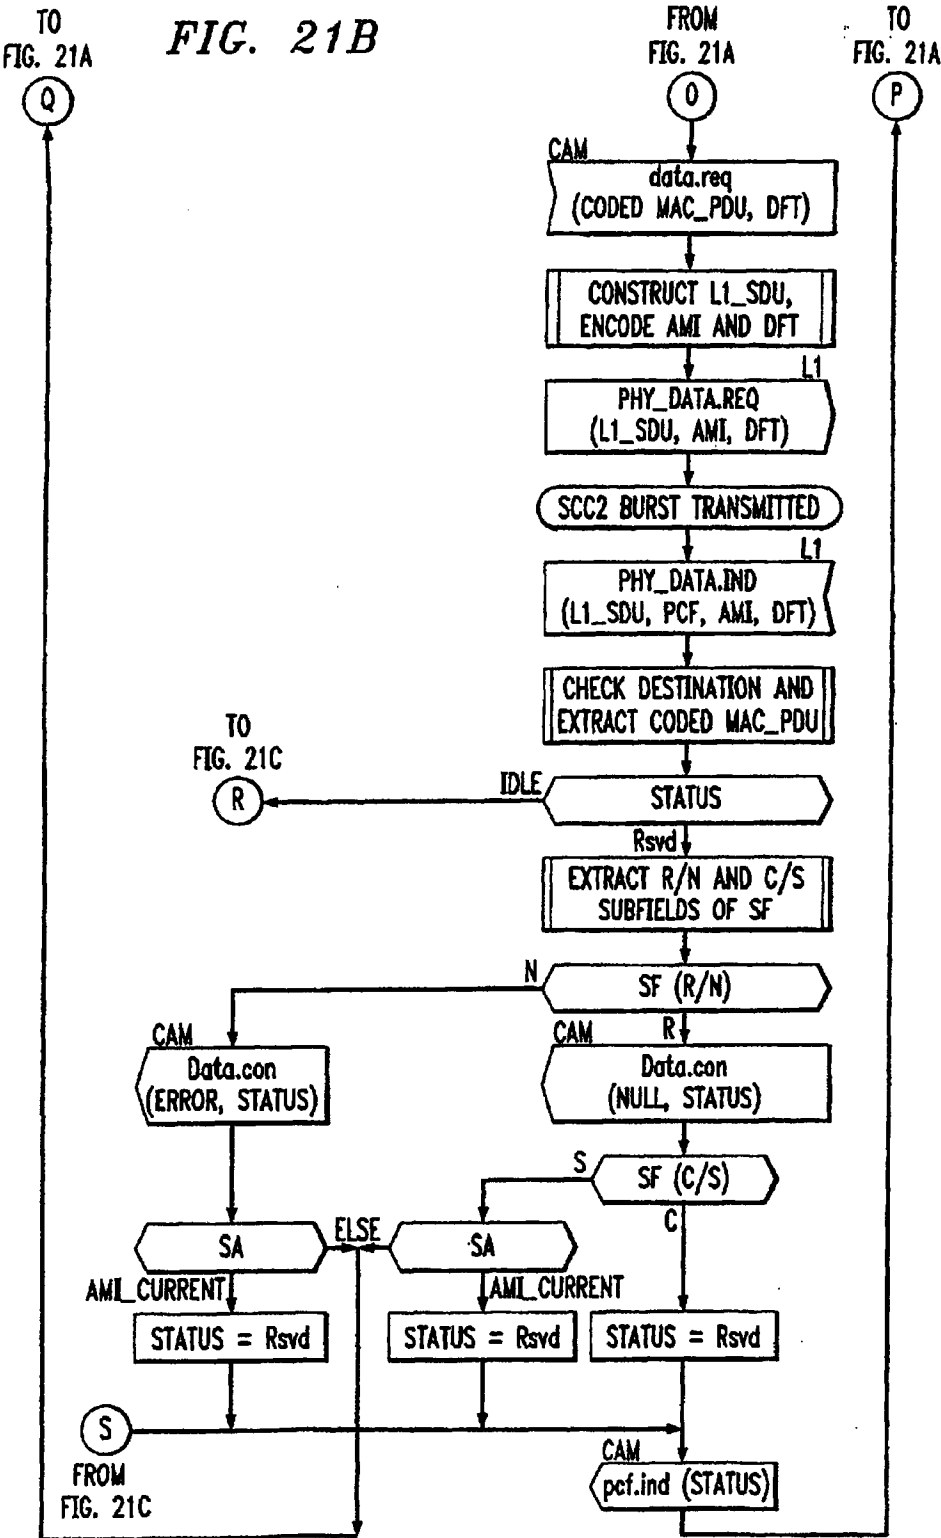 TO
FIG. 21A
Q
FIG. 21B
FROM
FIG. 21A
O
TO
FIG. 21A
P
CAM
data.req
(CODED MAC_PDU, DFT)
CONSTRUCT L1_SDU,
ENCODE AMI AND DFT
L1
PHY_DATA.REQ
(L1_SDU, AMI, DFT)
SCC2 BURST TRANSMITTED
L1
PHY_DATA.IND
(L1_SDU, PCF, AMI, DFT)
CHECK DESTINATION AND
EXTRACT CODED MAC_PDU
TO
FIG. 21C
R
IDLE
STATUS
Rsvd
EXTRACT R/N AND C/S
SUBFIELDS OF SF
N
SF (R/N)
R
CAM
Data.con
(ERROR, STATUS)
CAM
Data.con
(NULL, STATUS)
S
SF (C/S)
C
SA
ELSE
SA
AMI_CURRENT
AMI_CURRENT
STATUS = Rsvd
STATUS = Rsvd
STATUS = Rsvd
S
FROM
FIG. 21C
CAM
pcf.ind (STATUS)